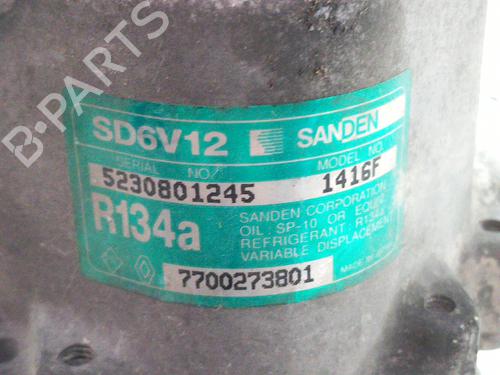 B-PARTS
SD6V12 SANDEN
SERIAL NO. MODEL NO.
5230801245 1416F
R134a
SANDEN CORPORATION
OIL: SP-10 OR EQUIV.
REFRIGERANT: R134a
VARIABLE DISPLACEMENT
MADE IN
7700273801